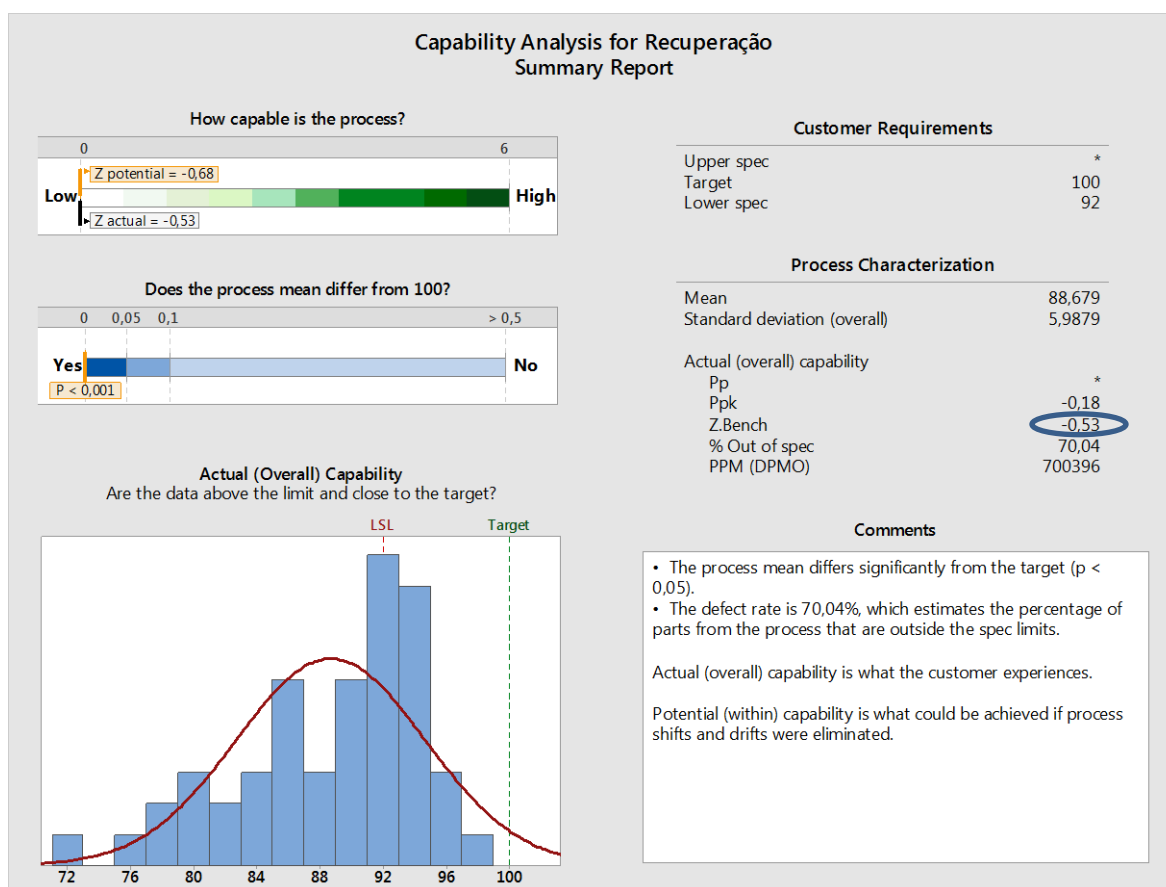 Capability Analysis for Recuperação
Summary Report
How capable is the process?
0 6
Z potential = -0,68
Low High
Z actual = -0,53
Does the process mean differ from 100?
0 0,05 0,1 > 0,5
Yes No
P < 0,001
Actual (Overall) Capability
Are the data above the limit and close to the target?
LSL Target
72 76 80 84 88 92 96 100
Customer Requirements
Upper spec *
Target 100
Lower spec 92
Process Characterization
Mean 88,679
Standard deviation (overall) 5,9879
Actual (overall) capability
Pp *
Ppk -0,18
Z.Bench -0,53
% Out of spec 70,04
PPM (DPMO) 700396
Comments
• The process mean differs significantly from the target (p <
0,05).
• The defect rate is 70,04%, which estimates the percentage of
parts from the process that are outside the spec limits.
Actual (overall) capability is what the customer experiences.
Potential (within) capability is what could be achieved if process
shifts and drifts were eliminated.